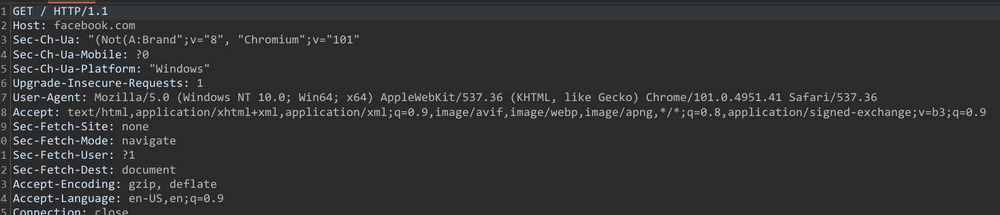 1 GET / HTTP/1.1
2 Host: facebook.com
3 Sec-Ch-Ua: "(Not(A:Brand";v="8", "Chromium";v="101"
4 Sec-Ch-Ua-Mobile: ?0
5 Sec-Ch-Ua-Platform: "Windows"
6 Upgrade-Insecure-Requests: 1
7 User-Agent: Mozilla/5.0 (Windows NT 10.0; Win64; x64) AppleWebKit/537.36 (KHTML, like Gecko) Chrome/101.0.4951.41 Safari/537.36
8 Accept: text/html,application/xhtml+xml,application/xml;q=0.9,image/avif,image/webp,image/apng,*/*;q=0.8,application/signed-exchange;v=b3;q=0.9
9 Sec-Fetch-Site: none
0 Sec-Fetch-Mode: navigate
1 Sec-Fetch-User: ?1
2 Sec-Fetch-Dest: document
3 Accept-Encoding: gzip, deflate
4 Accept-Language: en-US,en;q=0.9
5 Connection: close